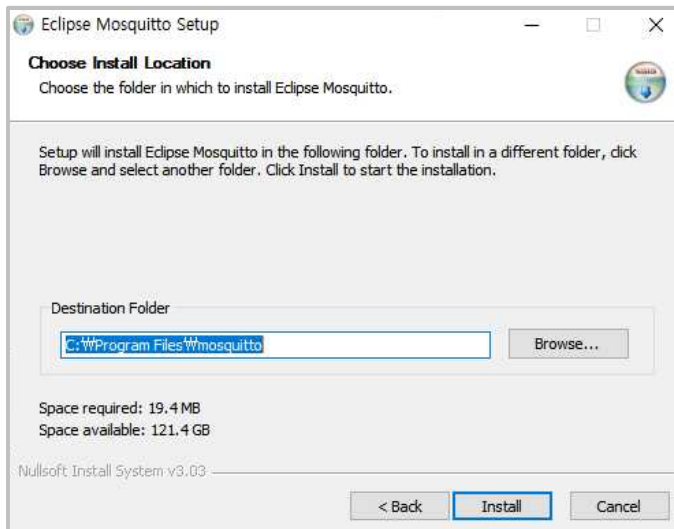 Eclipse Mosquitto Setup
Choose Install Location
Choose the folder in which to install Eclipse Mosquitto.
Setup will install Eclipse Mosquitto in the following folder. To install in a different folder, click
Browse and select another folder. Click Install to start the installation.
Destination Folder
C:₩Program Files₩mosquitto
Browse...
Space required: 19.4 MB
Space available: 121.4 GB
Nullsoft Install System v3.03
< Back
Install
Cancel